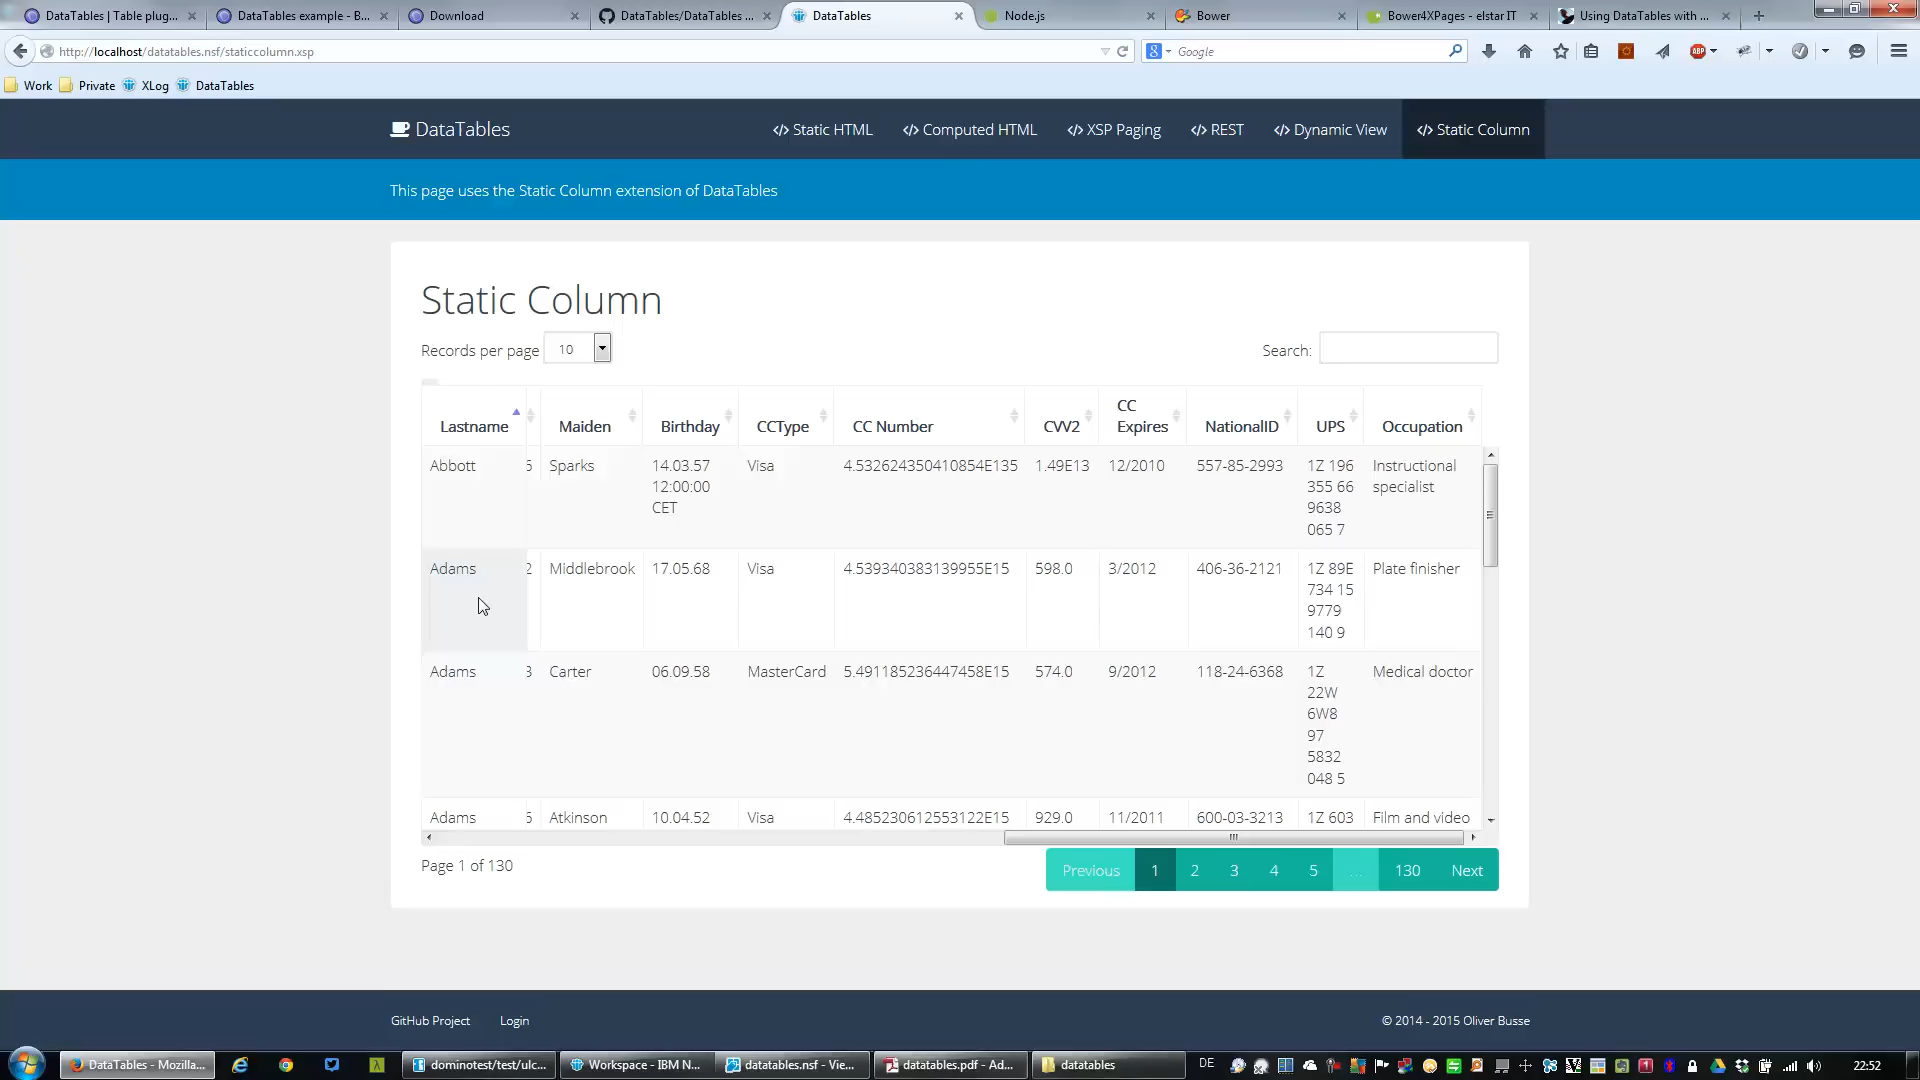 DataTables | Table plug...
DataTables example - B...
Download
DataTables/DataTables ...
DataTables
Node.js
Bower
Bower4XPages - elstar IT
Using DataTables with ...
http://localhost/datatables.nsf/staticcolumn.xsp
Google
Work
Private
XLog
DataTables
DataTables
</> Static HTML
</> Computed HTML
</> XSP Paging
</> REST
</> Dynamic View
</> Static Column
This page uses the Static Column extension of DataTables
Static Column
Records per page 10
Search:
Lastname Maiden Birthday CCType CC Number CVV2 CC Expires NationalID UPS Occupation
Abbott 6 Sparks 14.03.57 Visa 4.532624350410854E135 1.49E13 12/2010 557-85-2993 1Z 196 Instructional
12:00:00 355 66 specialist
CET 9638
065 7
Adams 2 Middlebrook 17.05.68 Visa 4.539340383139955E15 598.0 3/2012 406-36-2121 1Z 89E Plate finisher
734 15
9779
140 9
Adams 3 Carter 06.09.58 MasterCard 5.491185236447458E15 574.0 9/2012 118-24-6368 1Z Medical doctor
22W
6W8
97
5832
048 5
Adams 6 Atkinson 10.04.52 Visa 4.485230612553122E15 929.0 11/2011 600-03-3213 1Z 603 Film and video
Page 1 of 130
Previous 1 2 3 4 5 ... 130 Next
GitHub Project
Login
© 2014 - 2015 Oliver Busse
DataTables - Mozilla...
dominotest/test/ulc...
Workspace - IBM N...
datatables.nsf - Vie...
datatables.pdf - Ad...
datatables
DE
22:52